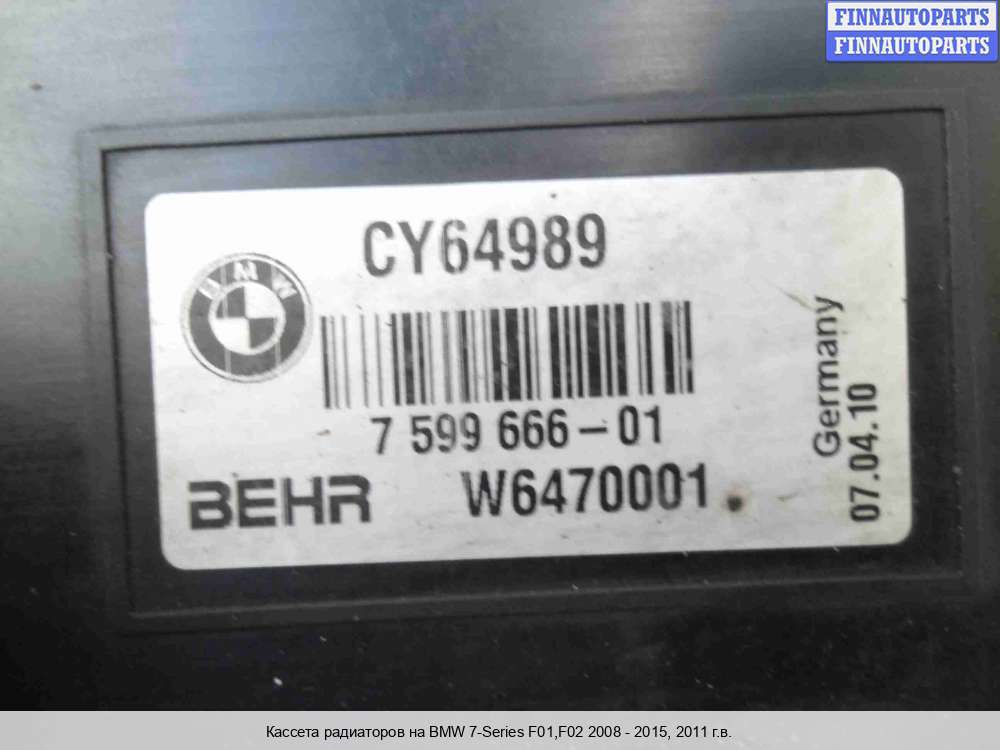 FINNAUTOPARTS
FINNAUTOPARTS
CY64989
BMW
7 599 666-01
BEHR W6470001.
Germany
07.04.10
Кассета радиаторов на BMW 7-Series F01,F02 2008 - 2015, 2011 г.в.